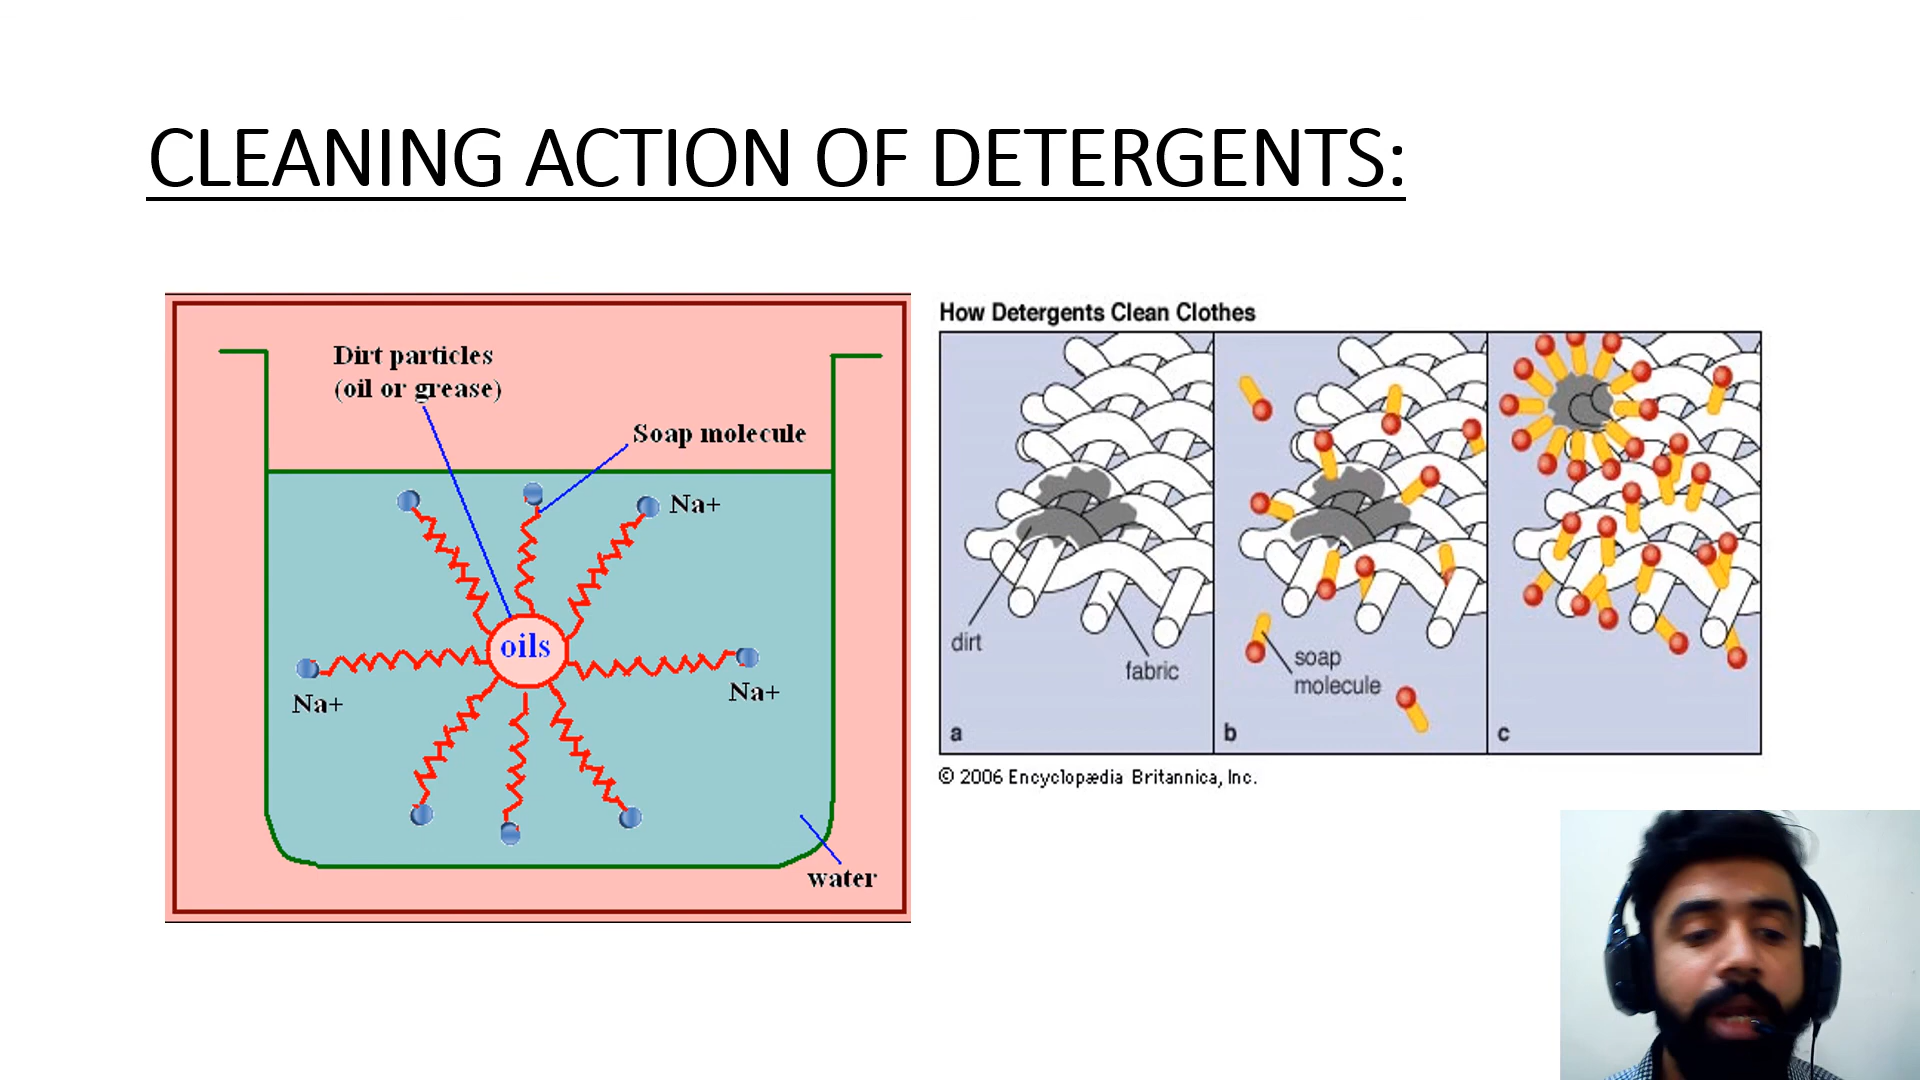 CLEANING ACTION OF DETERGENTS:
Dirt particles
(oil or grease)
Soap molecule
Na+
oils
Na+
Na+
water
How Detergents Clean Clothes
dirt
fabric
a
soap
molecule
b
c
© 2006 Encyclopædia Britannica, Inc.